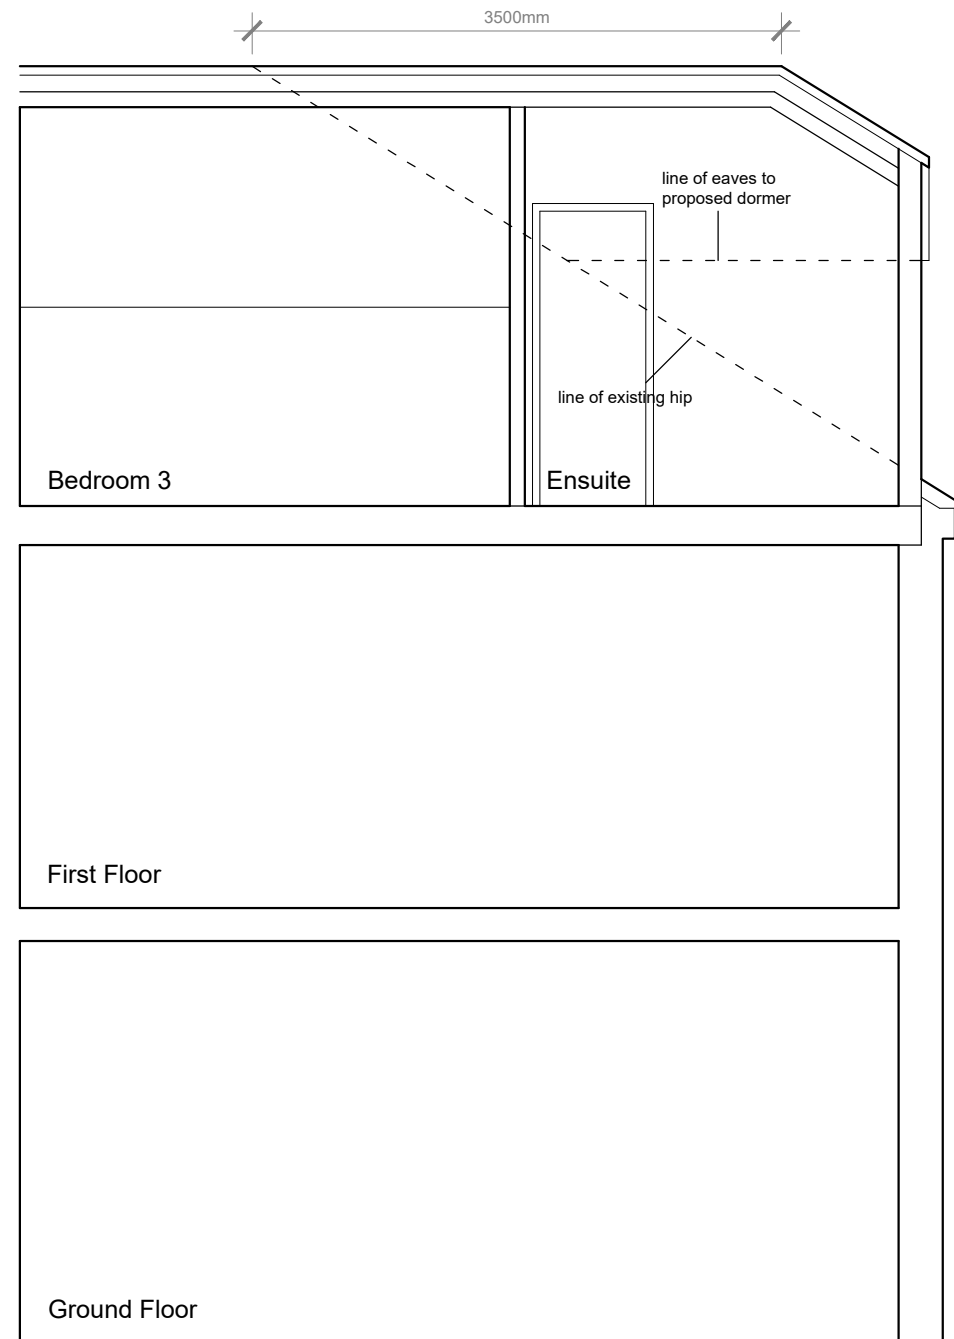 3500mm
line of eaves to
proposed dormer
line of existing hip
Bedroom 3
Ensuite
First Floor
Ground Floor